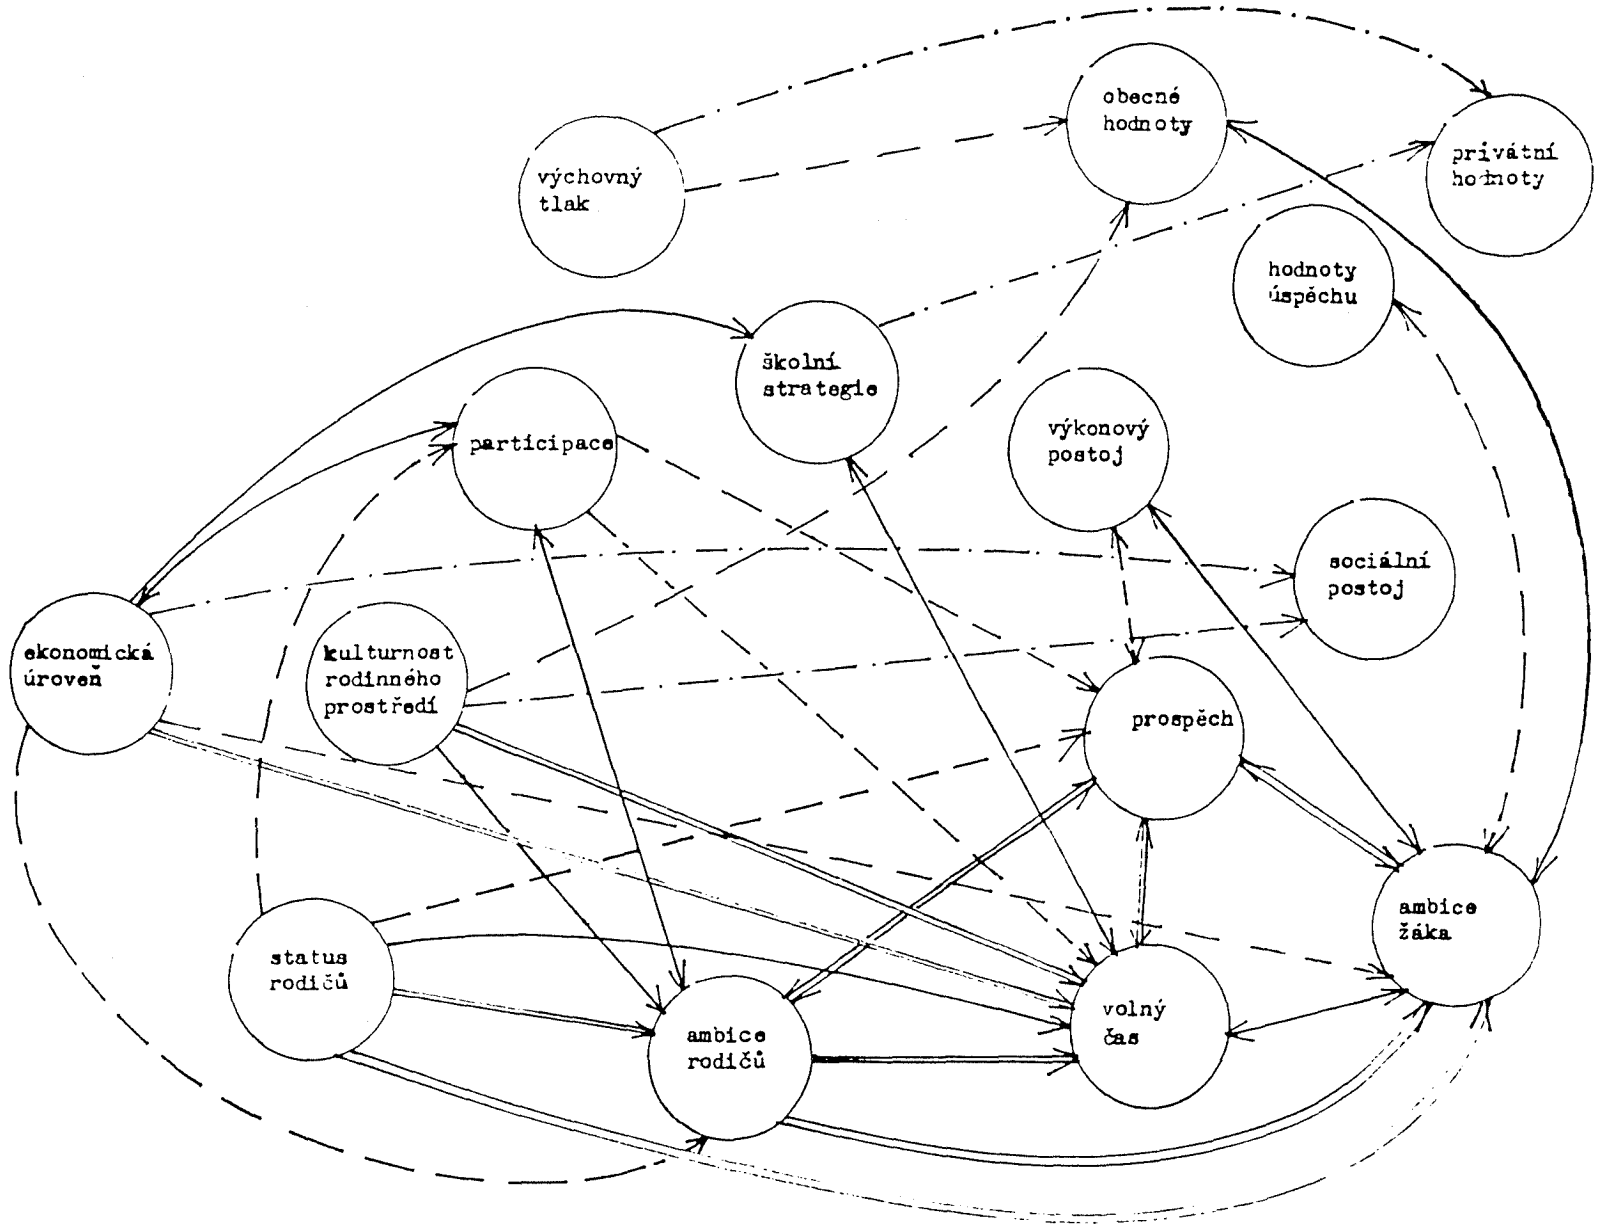 obecné
hodnoty
privátní
hodnoty
výchovný
tlak
hodnoty
úspěchu
školní
strategie
participace
výkonový
postoj
sociální
postoj
ekonomická
úroveň
kulturnost
rodinného
prostředí
prospěch
ambice
žáka
status
rodičů
volný
čas
ambice
rodičů